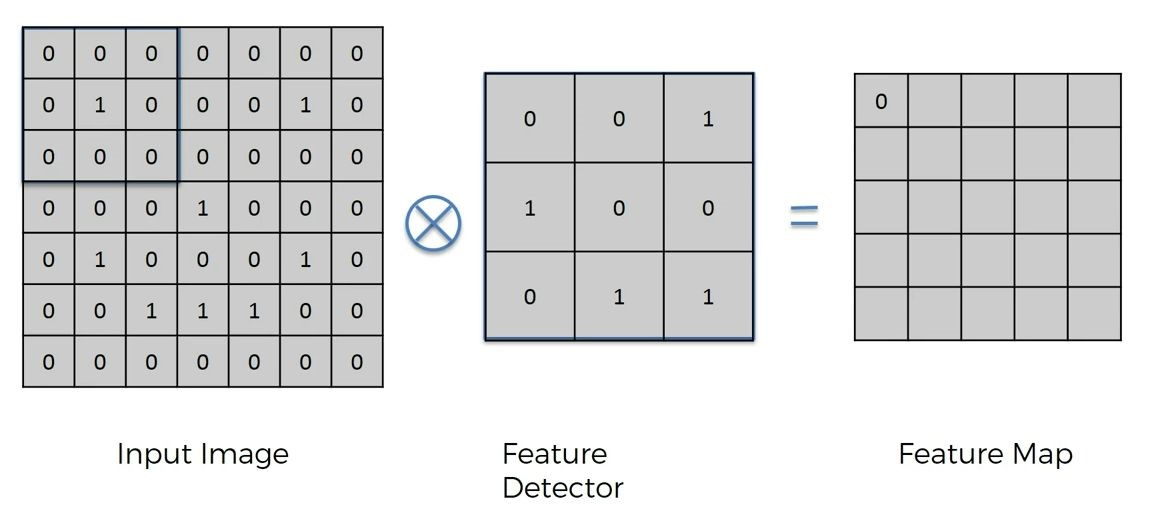 0 0 0 0 0 0 0
0 1 0 0 0 1 0
0 0 0 0 0 0 0
0 0 0 1 0 0 0
0 1 0 0 0 1 0
0 0 1 1 1 0 0
0 0 0 0 0 0 0
Input Image
0 0 1
1 0 0
0 1 1
Feature
Detector
=
0
Feature Map